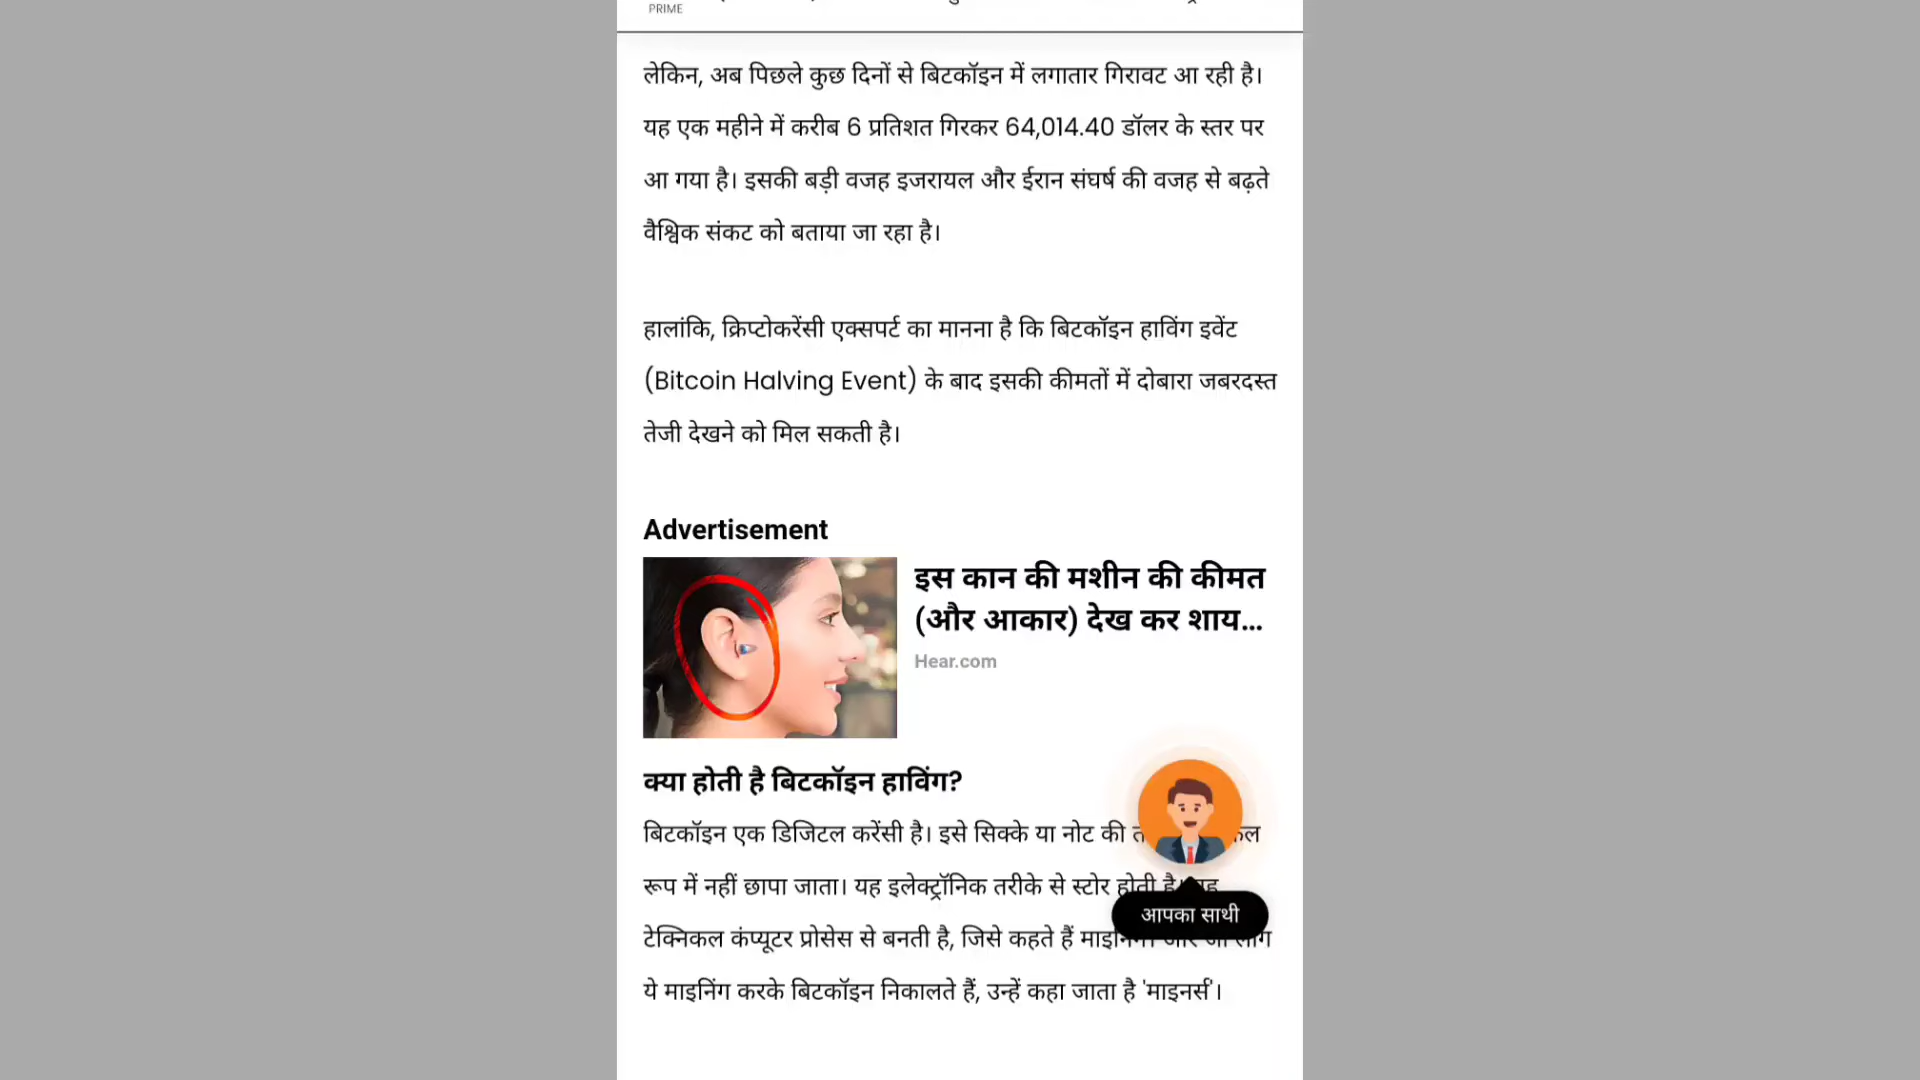 PRIME
लेकिन, अब पिछले कुछ दिनों से बिटकॉइन में लगातार गिरावट आ रही है।
यह एक महीने में करीब 6 प्रतिशत गिरकर 64,014.40 डॉलर के स्तर पर
आ गया है। इसकी बड़ी वजह इजरायल और ईरान संघर्ष की वजह से बढ़ते
वैश्विक संकट को बताया जा रहा है।
हालांकि, क्रिप्टोकरेंसी एक्सपर्ट का मानना है कि बिटकॉइन हाविंग इवेंट
(Bitcoin Halving Event) के बाद इसकी कीमतों में दोबारा जबरदस्त
तेजी देखने को मिल सकती है।
Advertisement
इस कान की मशीन की कीमत
(और आकार) देख कर शाय...
Hear.com
क्या होती है बिटकॉइन हाविंग?
बिटकॉइन एक डिजिटल करेंसी है। इसे सिक्के या नोट की
रूप में नहीं छापा जाता। यह इलेक्ट्रॉनिक तरीके से स्टोर होती है।
आपका साथी
टेक्निकल कंप्यूटर प्रोसेस से बनती है, जिसे कहते हैं
ये माइनिंग करके बिटकॉइन निकालते हैं, उन्हें कहा जाता है 'माइनर्स'।